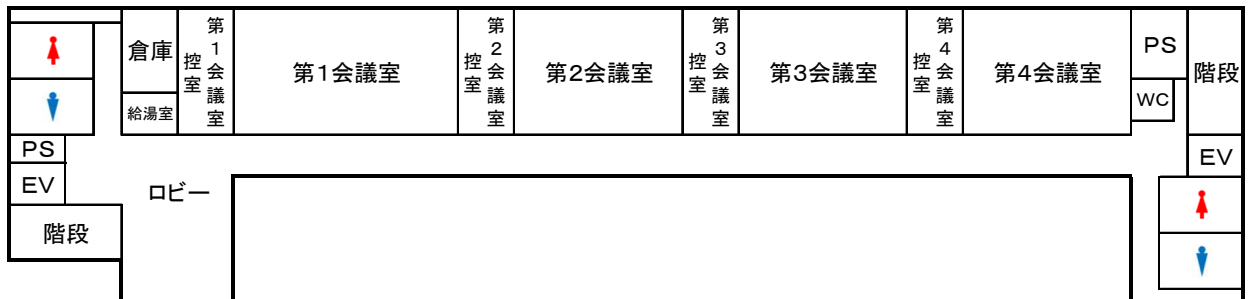 倉庫
給湯室
第1会議室
控室
第1会議室
第2会議室
控室
第2会議室
第3会議室
控室
第3会議室
第4会議室
控室
第4会議室
PS
WC
階段
EV
PS
EV
階段
ロビー